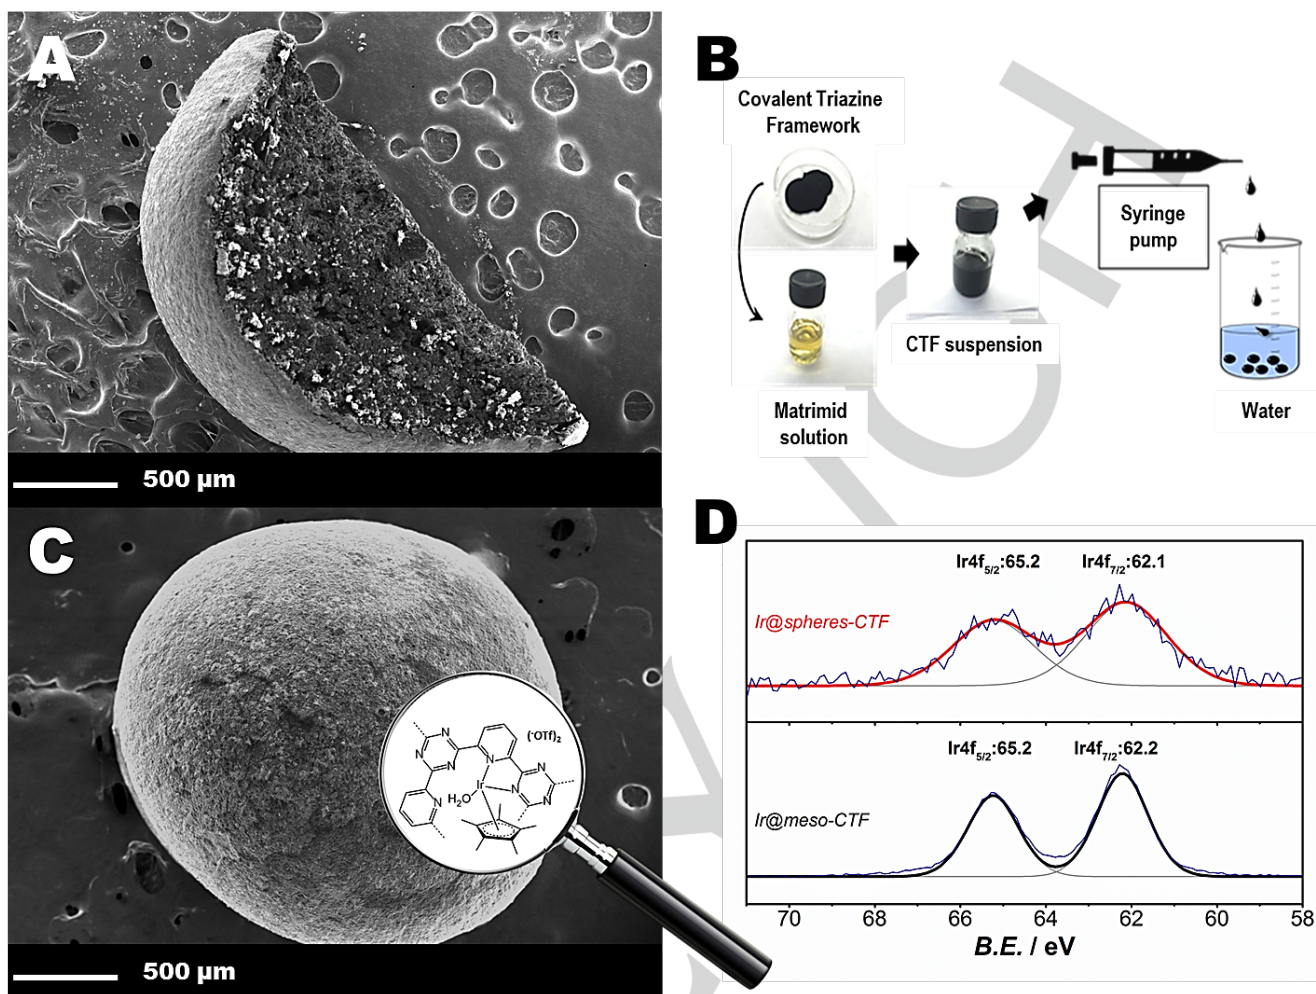 A
500 µm
B
Covalent Triazine
Framework
Matrimid
solution
CTF suspension
Syringe
pump
Water
C
(⁻OTf)₂
N
N
N
N
N
N
N
N
Ir
H₂O
500 µm
D
Ir4f5/2:65.2 Ir4f7/2:62.1
Ir@spheres-CTF
Ir4f5/2:65.2 Ir4f7/2:62.2
Ir@meso-CTF
70 68 66 64 62 60 58
B.E. / eV